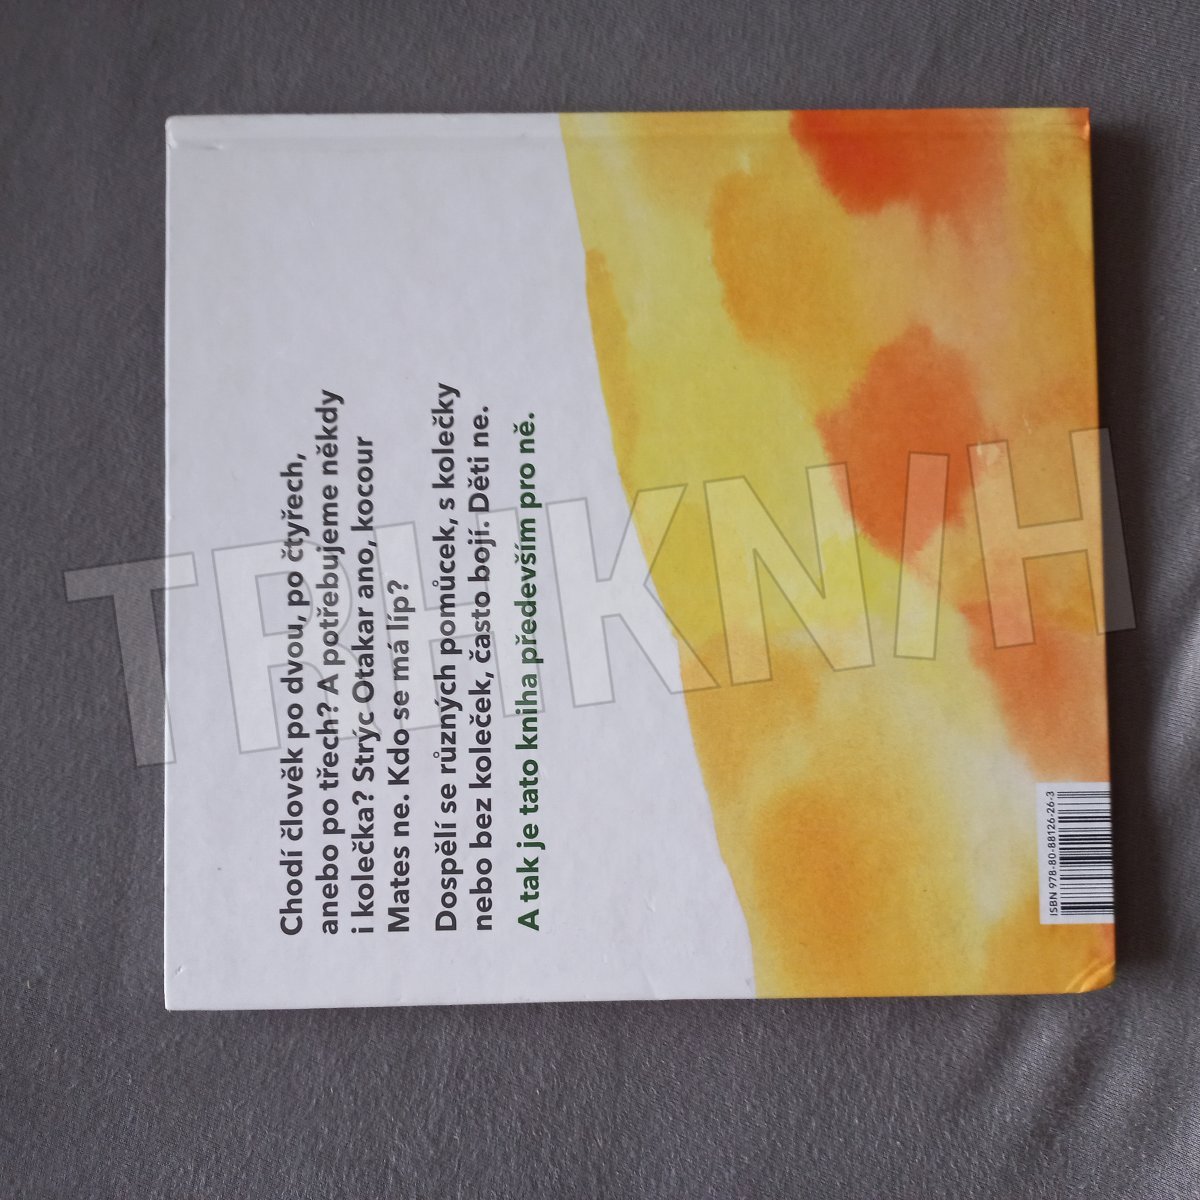 Chodí člověk po dvou, po čtyřech,
anebo po třech? A potřebujeme někdy
i kolečka? Strýc Otakar ano, kocour
Mates ne. Kdo se má líp?
Dospělí se různých pomůcek, s kolečky
nebo bez koleček, často bojí. Děti ne.
A tak je tato kniha především pro ně.
ISBN 978-80-88126-26-3
TREKNIH